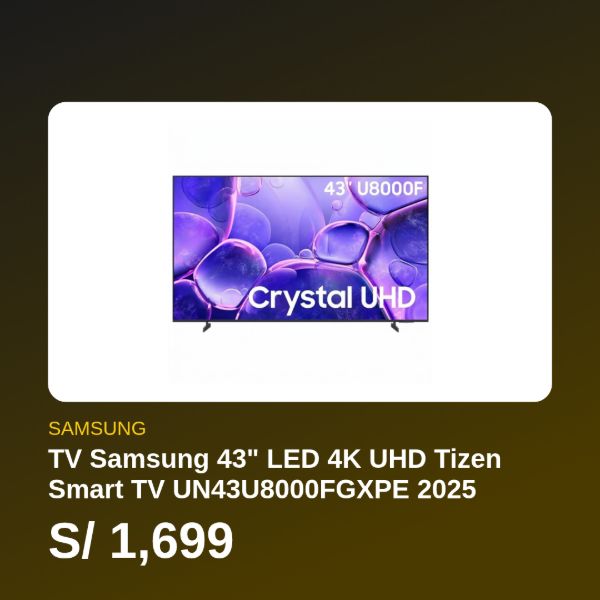 43" U8000F
Crystal UHD
SAMSUNG
TV Samsung 43" LED 4K UHD Tizen
Smart TV UN43U8000FGXPE 2025
S/ 1,699